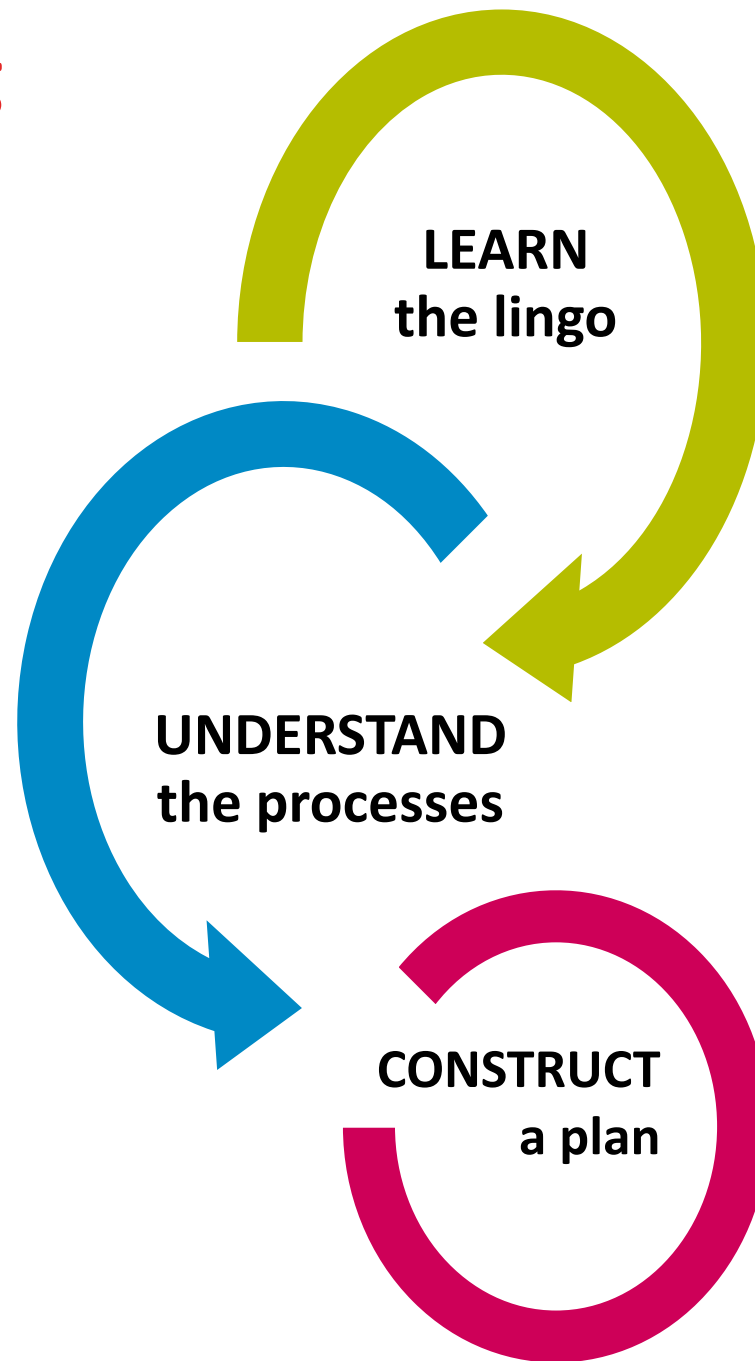 LEARN
the lingo
UNDERSTAND
the processes
CONSTRUCT
a plan